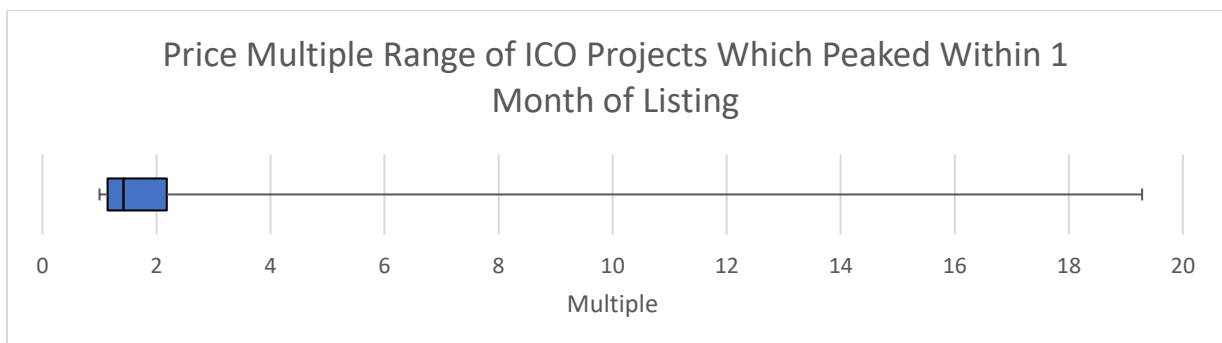 Price Multiple Range of ICO Projects Which Peaked Within 1
Month of Listing
0 2 4 6 8 10 12 14 16 18 20
Multiple